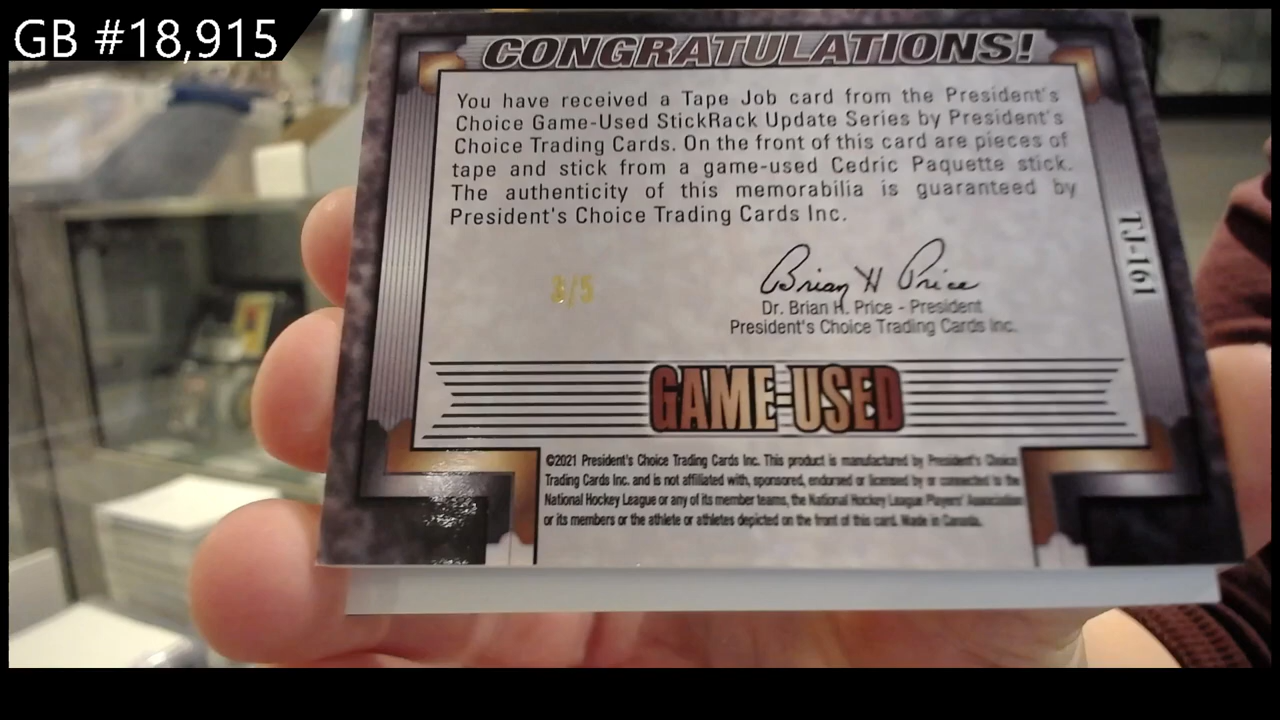 GB #18,915
CONGRATULATIONS!
You have received a Tape Job card from the President's
Choice Game-Used StickRack Update Series by President's
Choice Trading Cards. On the front of this card are pieces of
tape and stick from a game-used Cedric Paquette stick.
The authenticity of this memorabilia is guaranteed by
President's Choice Trading Cards Inc.
TJ-161
3/5
Brian H Price
Dr. Brian H. Price - President
President's Choice Trading Cards Inc.
GAME-USED
©2021 President's Choice Trading Cards Inc. This product is manufactured by President's Choice
Trading Cards Inc. and is not affiliated with, sponsored, endorsed or licensed by or connected to the
National Hockey League or any of its member teams, the National Hockey League Players' Association
or its members or the athlete or athletes depicted on the front of this card. Made in Canada.